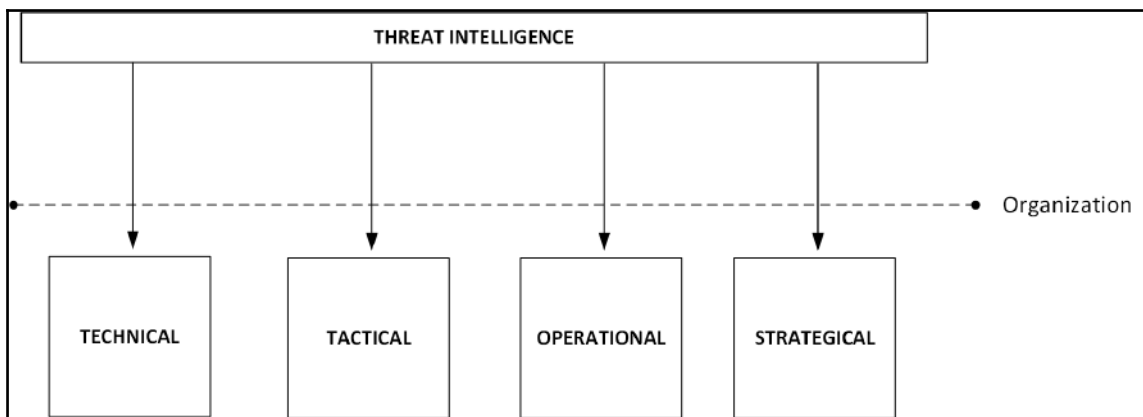 THREAT INTELLIGENCE
Organization
TECHNICAL
TACTICAL
OPERATIONAL
STRATEGICAL